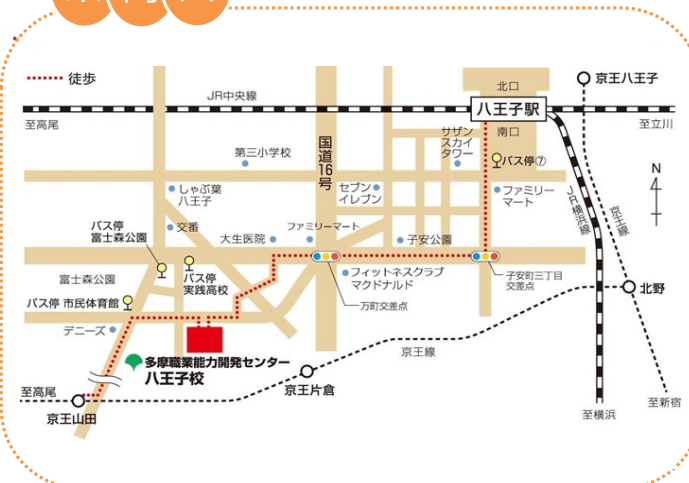 徒歩
北口
京王八王子
JR中央線
八王子駅
至高尾
至立川
国道16号
サザン
スカイ
タワー
南口
バス停⑦
第三小学校
N
しゃぶ葉
八王子
セブン
イレブン
ファミリー
マート
JR横浜線
京王線
バス停
富士森公園
交番
大生医院
ファミリーマート
子安公園
富士森公園
バス停
実践高校
フィットネスクラブ
マクドナルド
子安町三丁目
交差点
万町交差点
北野
バス停 市民体育館
デニーズ
多摩職業能力開発センター
八王子校
京王線
至高尾
京王片倉
京王山田
至横浜
至新宿